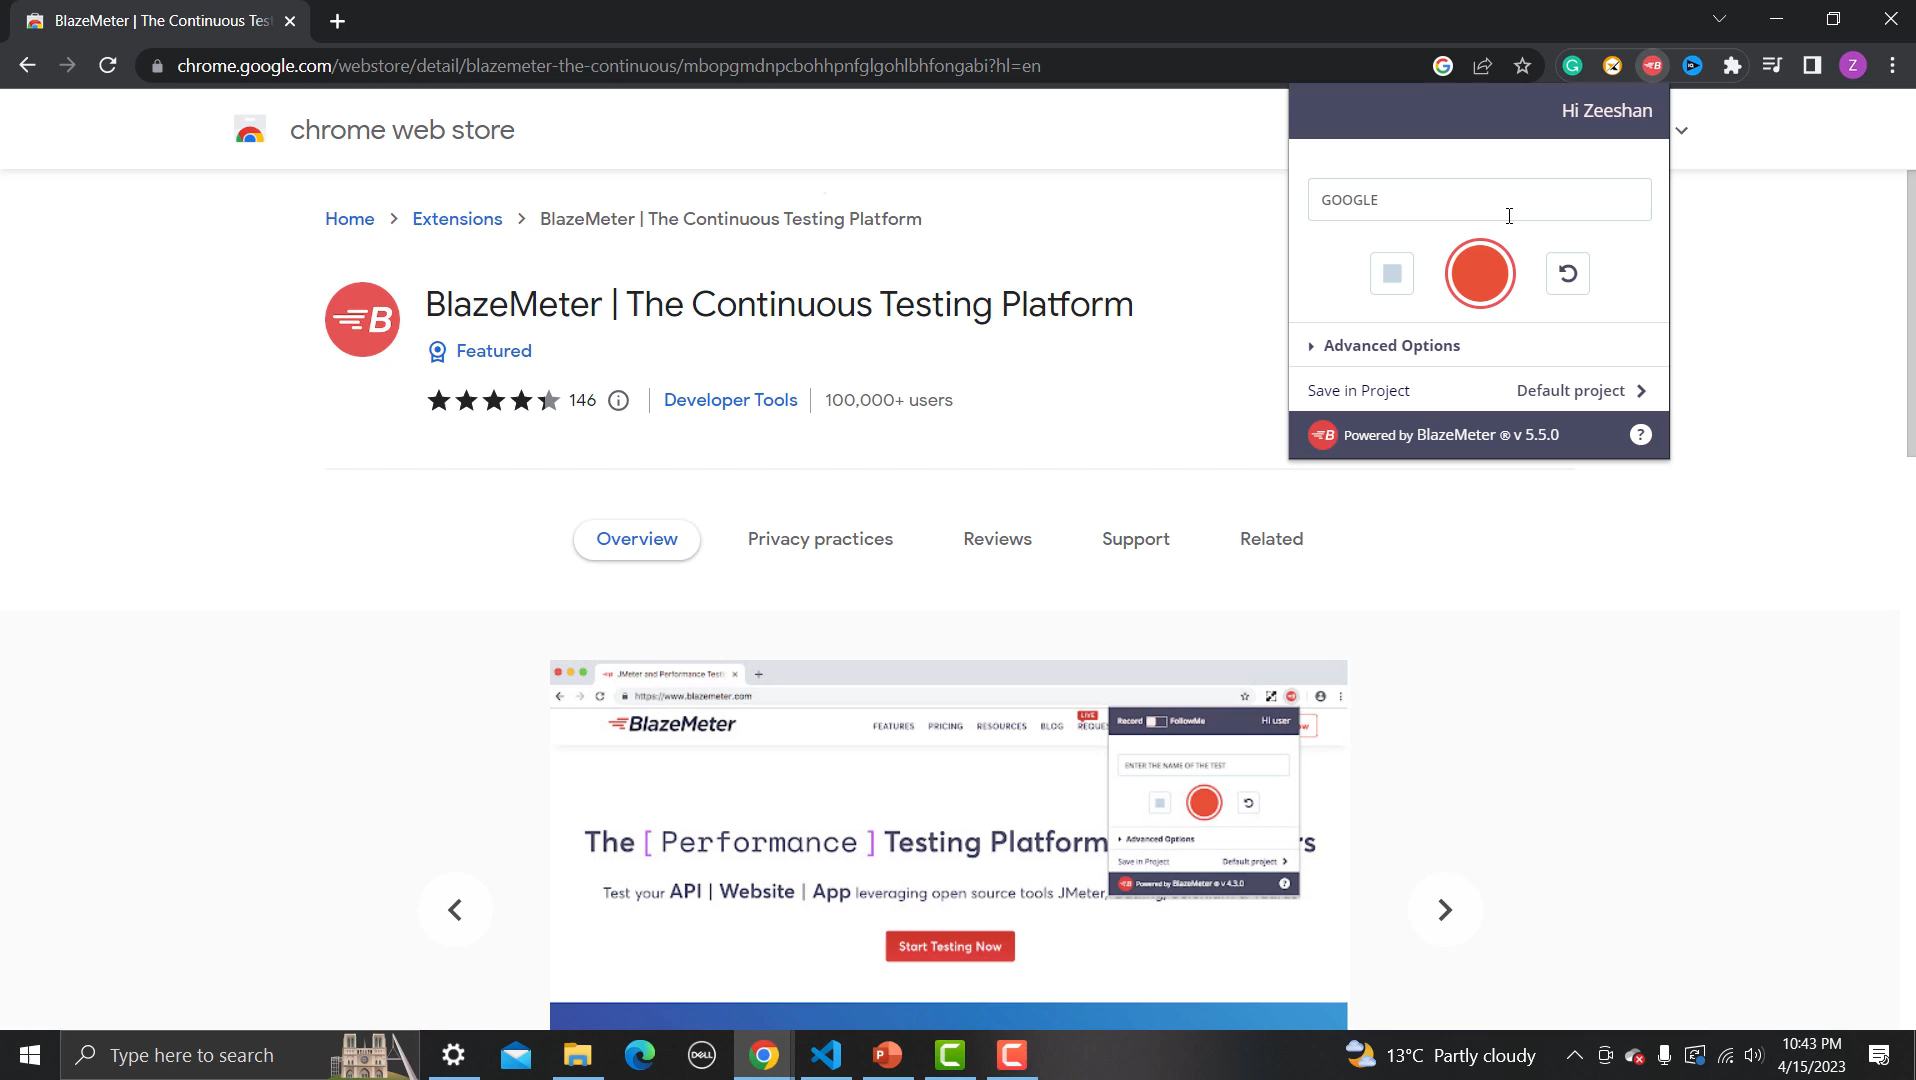 BlazeMeter | The Continuous Test
chrome.google.com/webstore/detail/blazemeter-the-continuous/mbopgmdnpcbohhpnfglgohlbhfongabi?hl=en
Z
Hi Zeeshan
chrome web store
GOOGLE
Home > Extensions > BlazeMeter | The Continuous Testing Platform
BlazeMeter | The Continuous Testing Platform
Featured
146
Developer Tools
100,000+ users
Advanced Options
Save in Project
Default project
Powered by BlazeMeter ® v 5.5.0
?
Overview
Privacy practices
Reviews
Support
Related
JMeter and Performance Testi
https://www.blazemeter.com
BlazeMeter
FEATURES
PRICING
RESOURCES
BLOG
LIVE
REQUES
Record
FollowMe
Hi user
ENTER THE NAME OF THE TEST
The [ Performance ] Testing Platform
rs
Advanced Options
Save in Project
Default project
Powered by BlazeMeter ® v 4.3.0
?
Test your API | Website | App leveraging open source tools JMeter,
Start Testing Now
Type here to search
DELL
13°C Partly cloudy
10:43 PM
4/15/2023